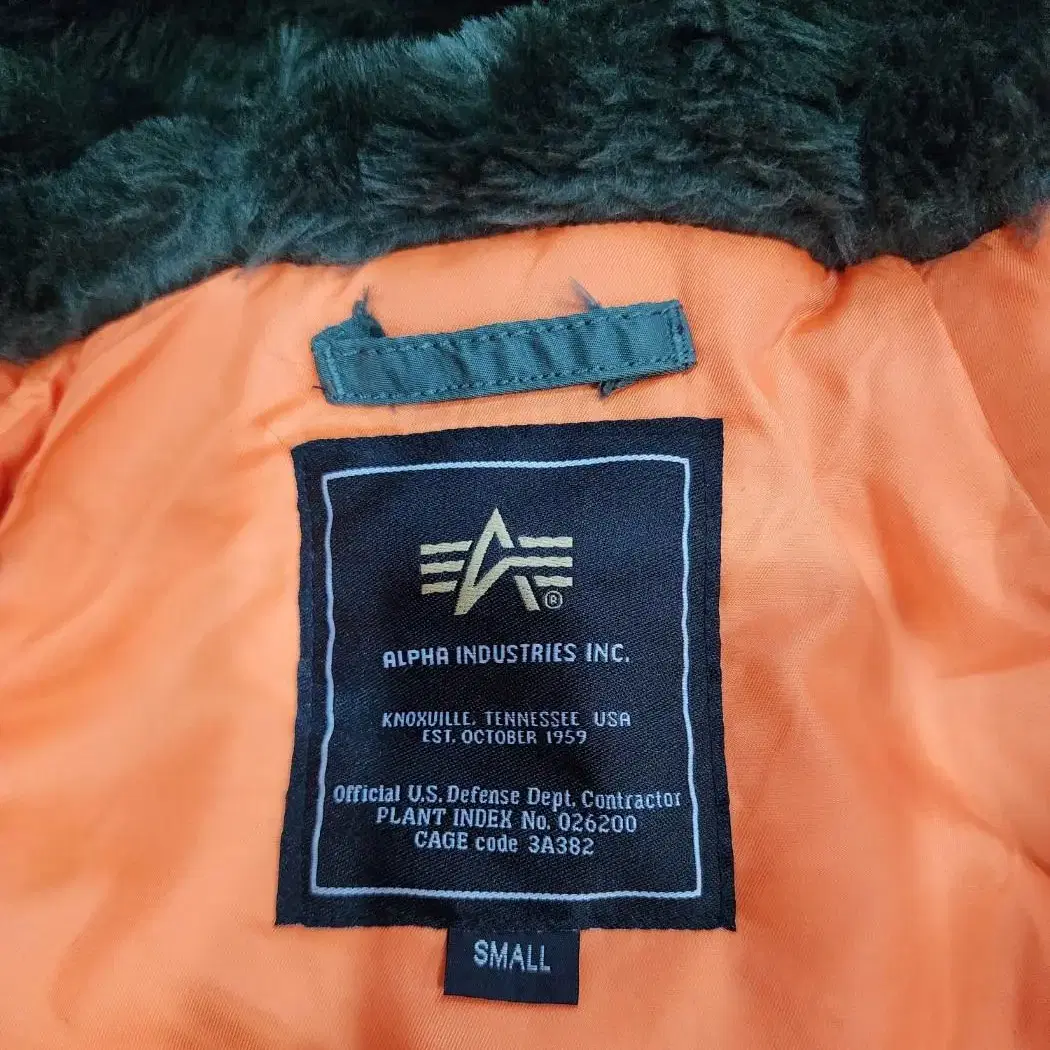 ®
ALPHA INDUSTRIES INC.
KNOXVILLE, TENNESSEE USA
EST. OCTOBER 1959
Official U.S. Defense Dept. Contractor
PLANT INDEX No. 026200
CAGE code 3A382
SMALL